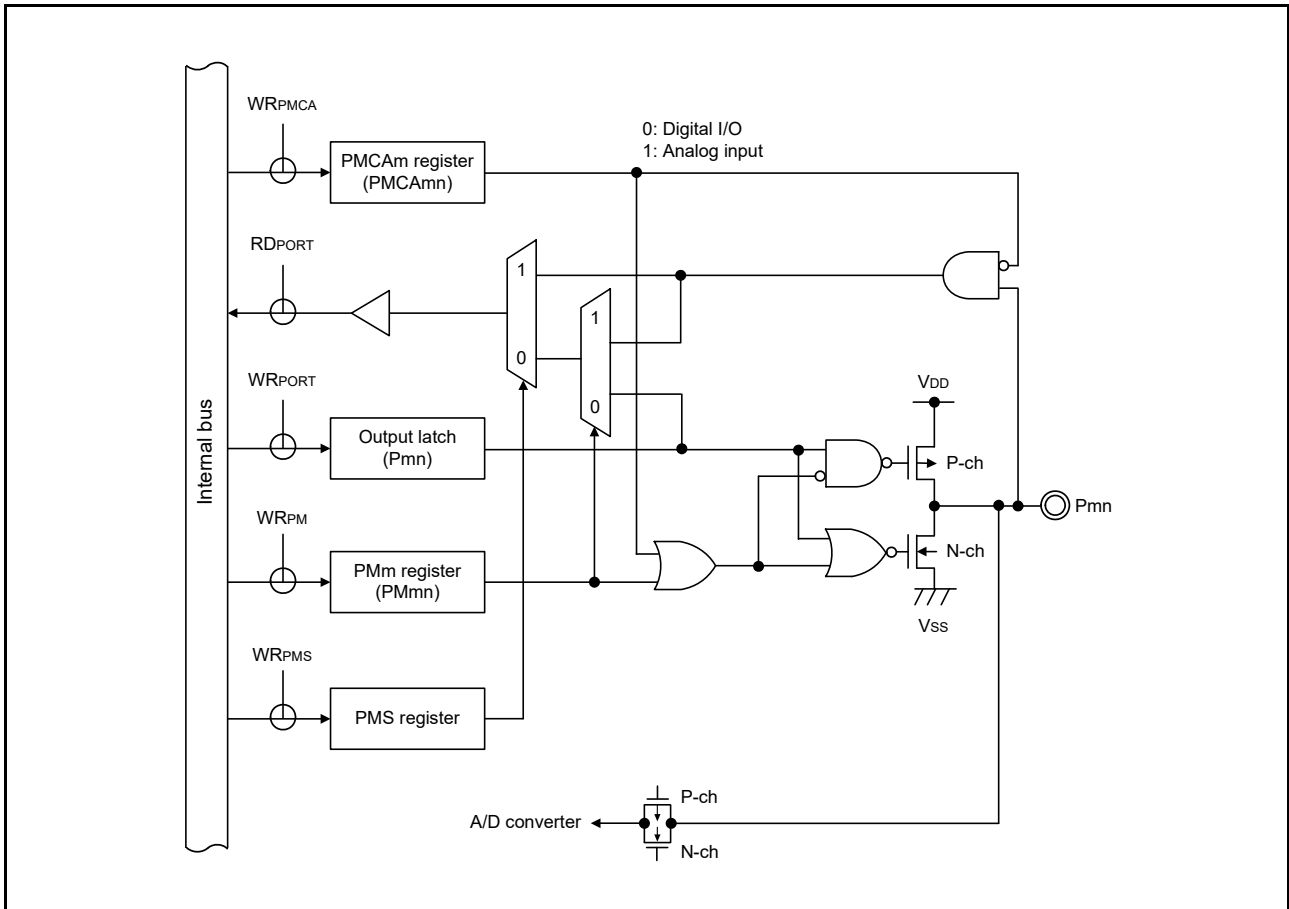 WRPMCA
PMCAm register
(PMCAmn)
0: Digital I/O
1: Analog input
RDPORT
1
0
1
0
WRPORT
Output latch
(Pmn)
VDD
P-ch
Pmn
N-ch
VSS
Internal bus
WRPM
PMm register
(PMmn)
WRPMS
PMS register
P-ch
A/D converter
N-ch